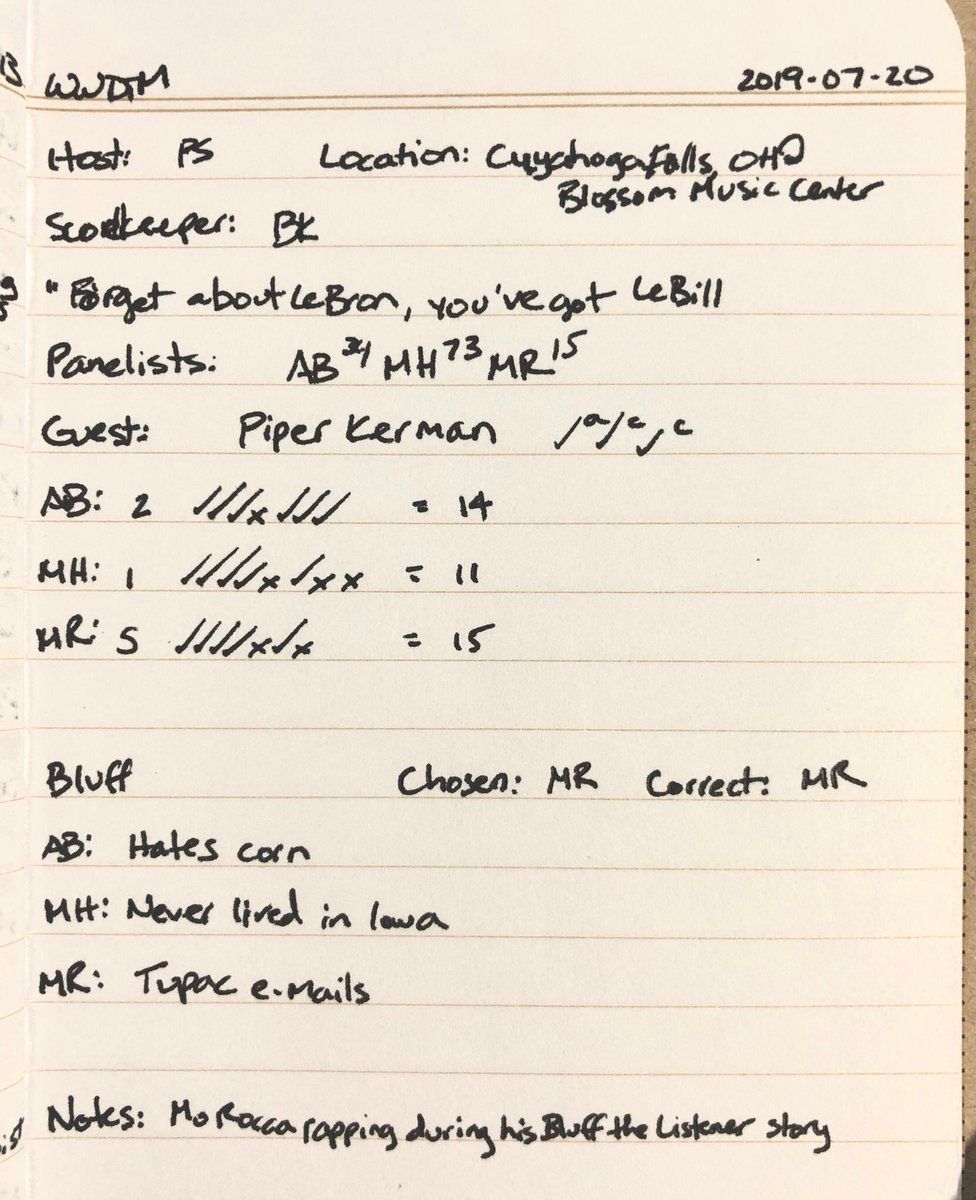 WWDTM 2019-07-20
Host: PS Location: Cuyahoga Falls, OH
Blossom Music Center
Scorekeeper: BK
"Forget about LeBron, you've got LeBill
Panelists: AB 34 MH 73 MR 15
Guest: Piper Kerman ✓a ✓c ✓c
AB: 2 ✓✓✓x✓✓✓ = 14
MH: 1 ✓✓✓✓x✓xx = 11
MR: 5 ✓✓✓✓x✓x = 15
Bluff Chosen: MR Correct: MR
AB: Hates corn
MH: Never lived in Iowa
MR: Tupac e-mails
Notes: Mo Rocca rapping during his Bluff the Listener story